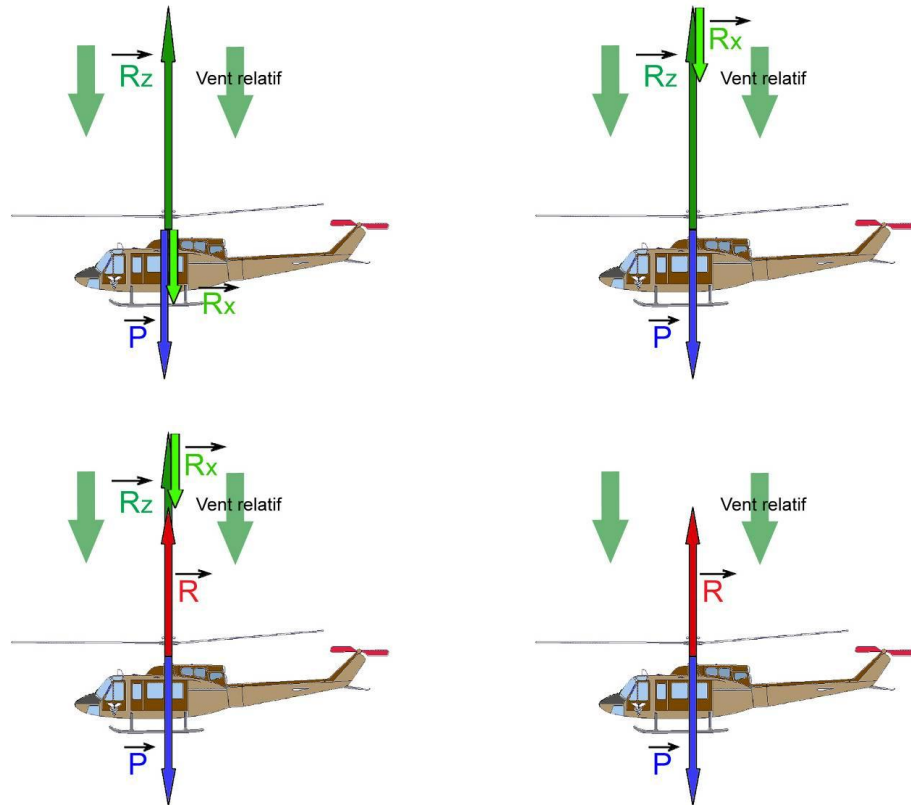 Rz
Vent relatif
Rx
P
Rx
Rz
Vent relatif
P
Rx
Rz
Vent relatif
R
P
Vent relatif
R
P